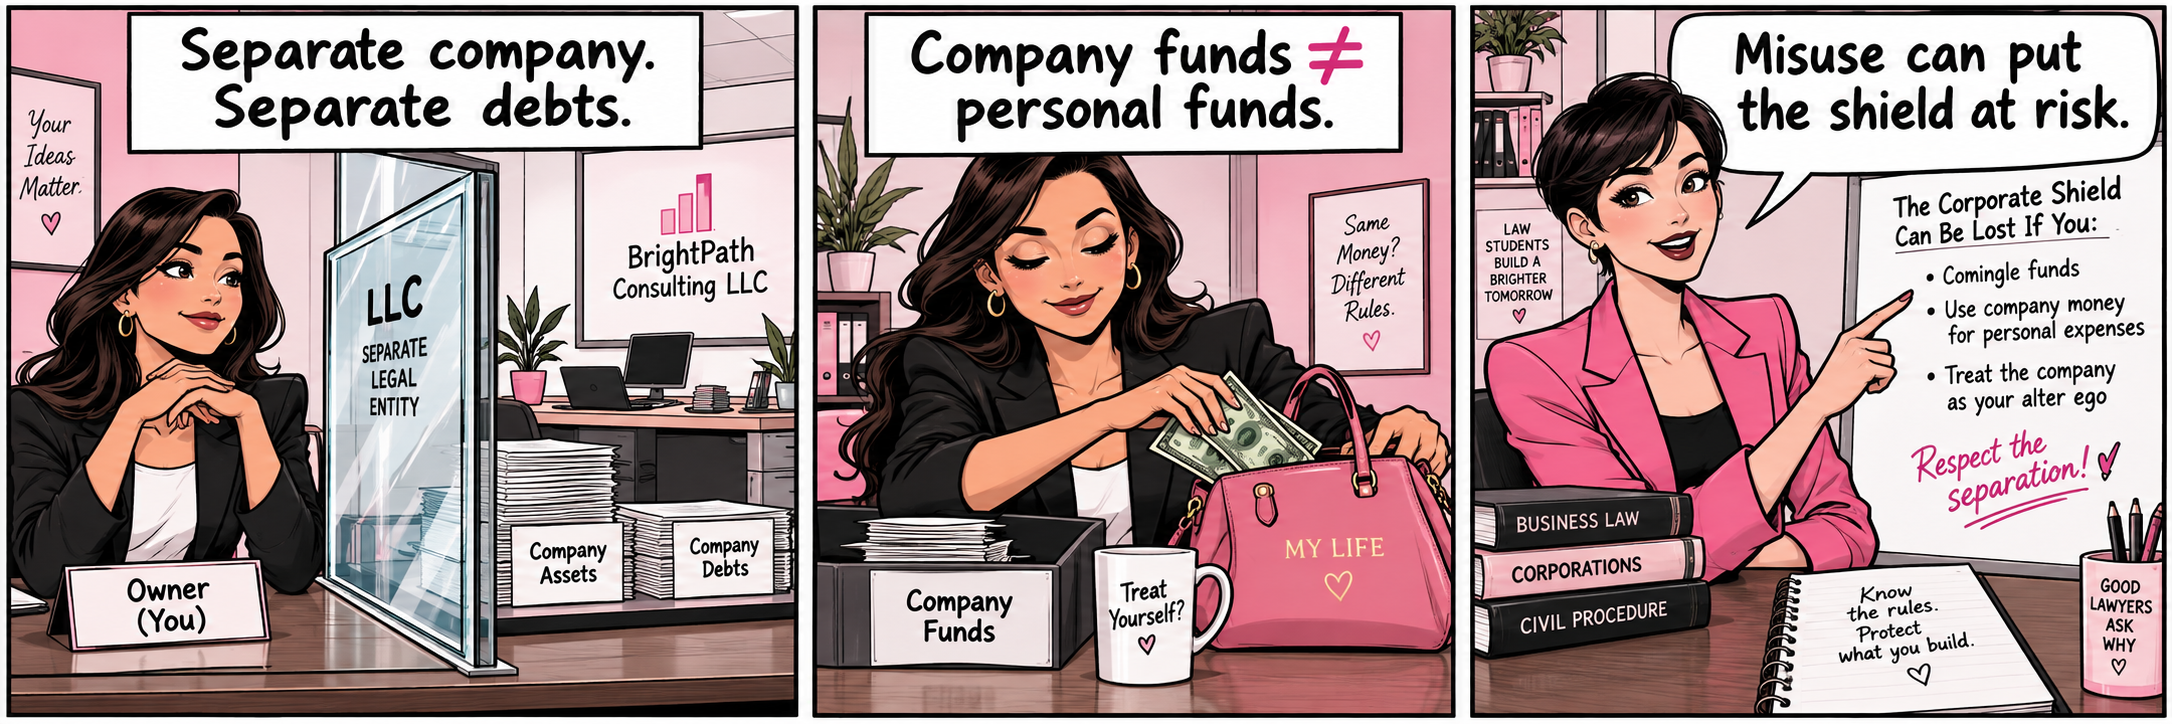 Separate company.
Separate debts.
Your
Ideas
Matter.
BrightPath
Consulting LLC
LLC
SEPARATE
LEGAL
ENTITY
Company
Assets
Company
Debts
Owner
(You)
Company funds ≠
personal funds.
Same
Money?
Different
Rules.
MY LIFE
Company
Funds
Treat
Yourself?
Misuse can put
the shield at risk.
LAW
STUDENTS
BUILD A
BRIGHTER
TOMORROW
The Corporate Shield
Can Be Lost If You:
• Comingle funds
• Use company money
for personal expenses
• Treat the company
as your alter ego
Respect the
separation!
BUSINESS LAW
CORPORATIONS
CIVIL PROCEDURE
Know
the rules.
Protect
what you build.
GOOD
LAWYERS
ASK
WHY